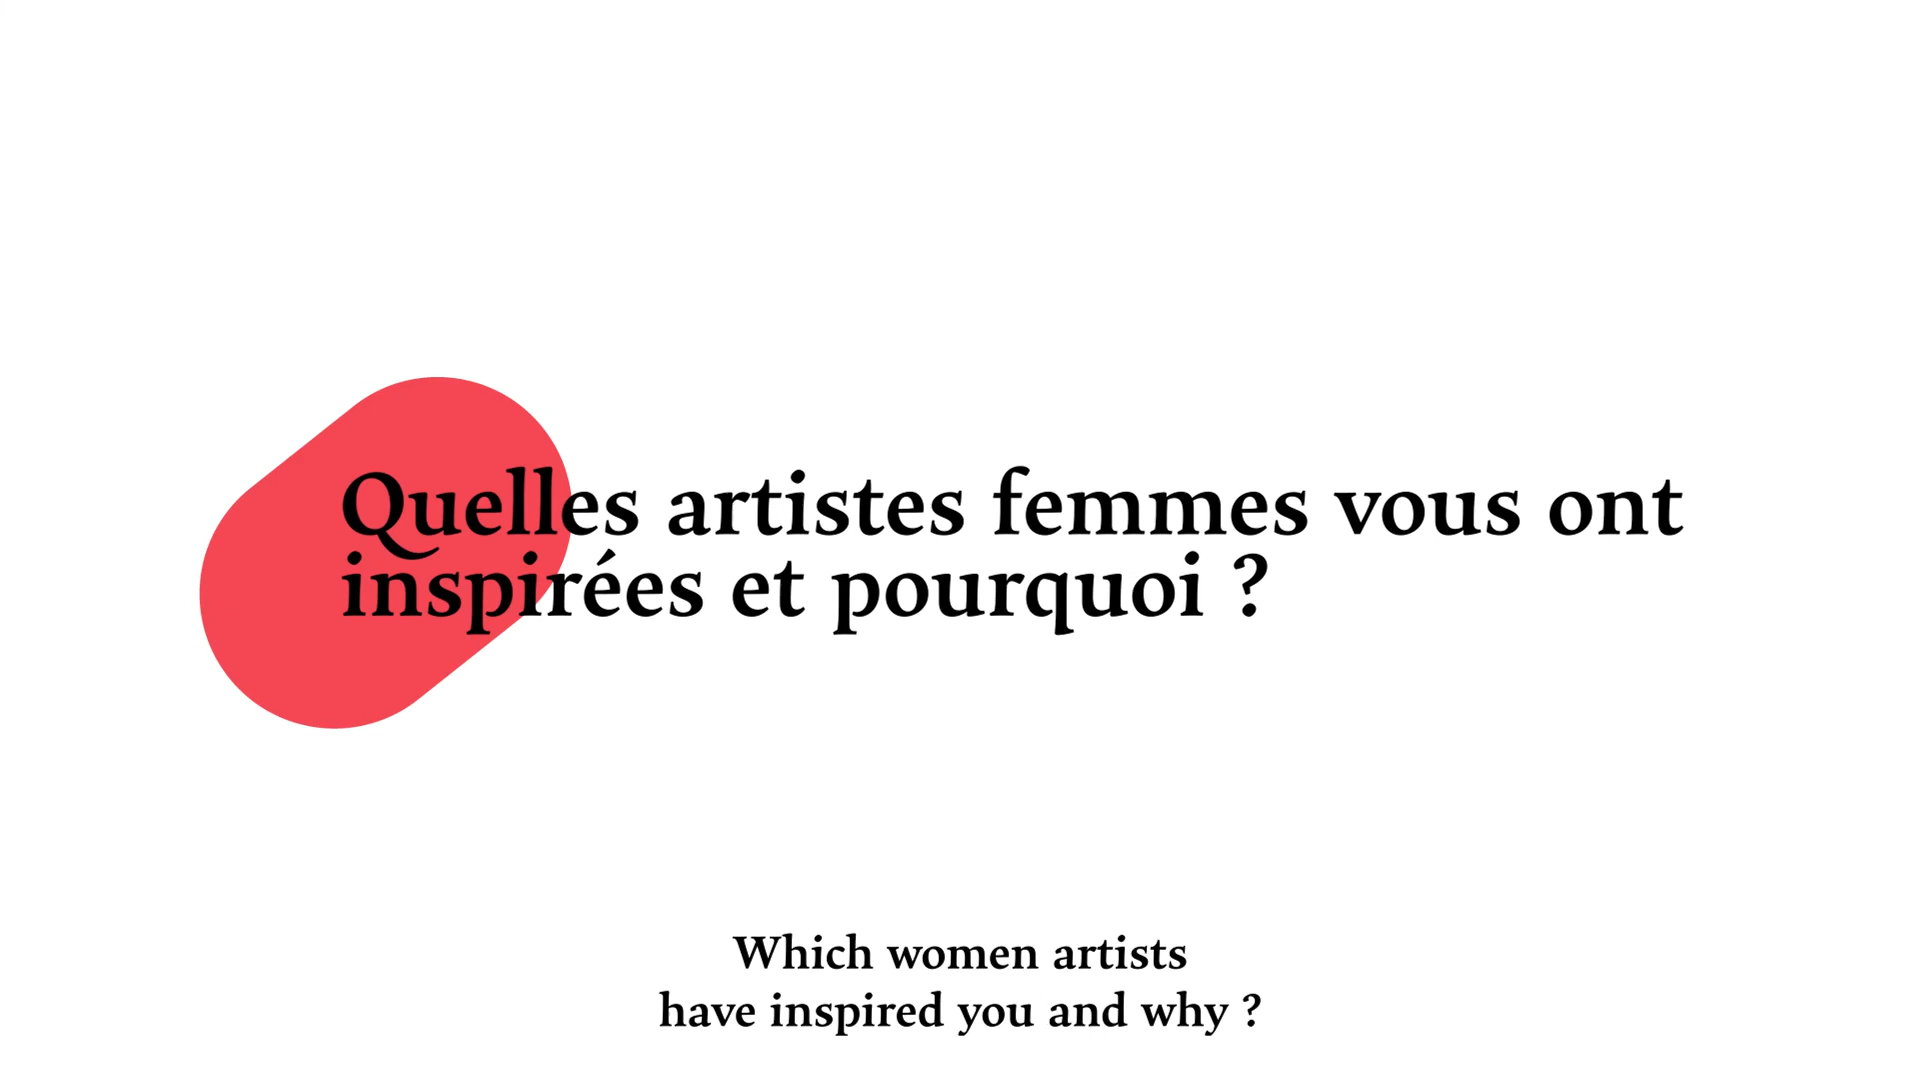 Quelles artistes femmes vous ont
inspirées et pourquoi ?
Which women artists
have inspired you and why ?